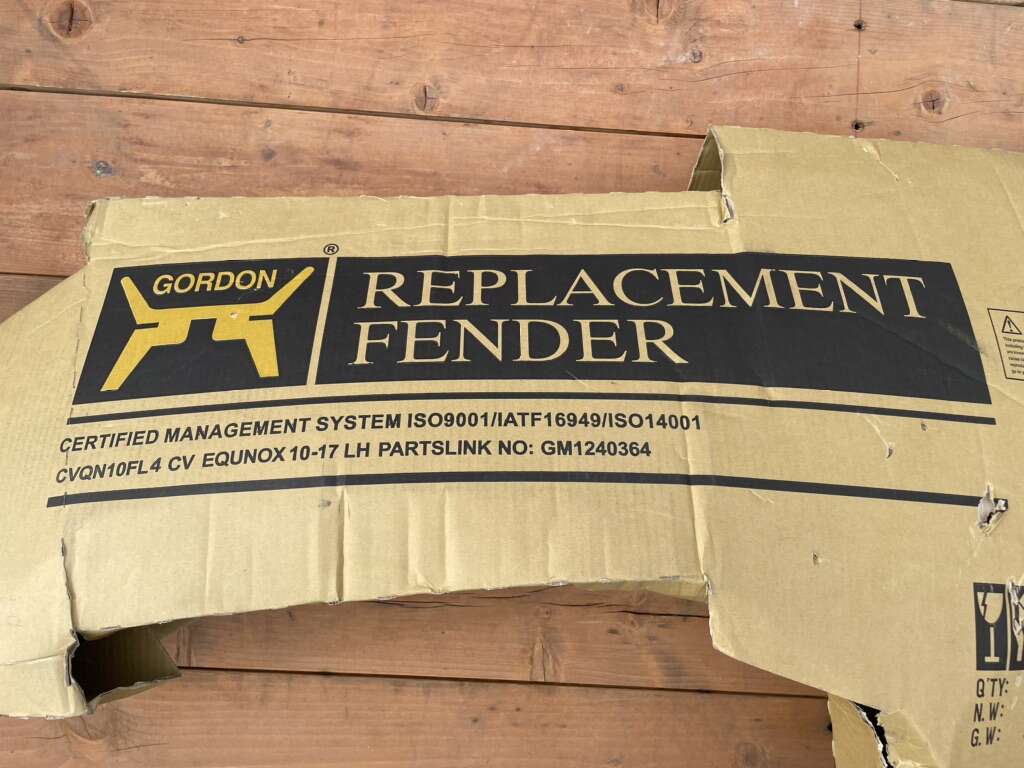 GORDON
®
REPLACEMENT
FENDER
CERTIFIED MANAGEMENT SYSTEM ISO9001/IATF16949/ISO14001
CVQN10FL4 CV EQUNOX 10-17 LH PARTSLINK NO: GM1240364
Q'TY:
N.W:
G.W: